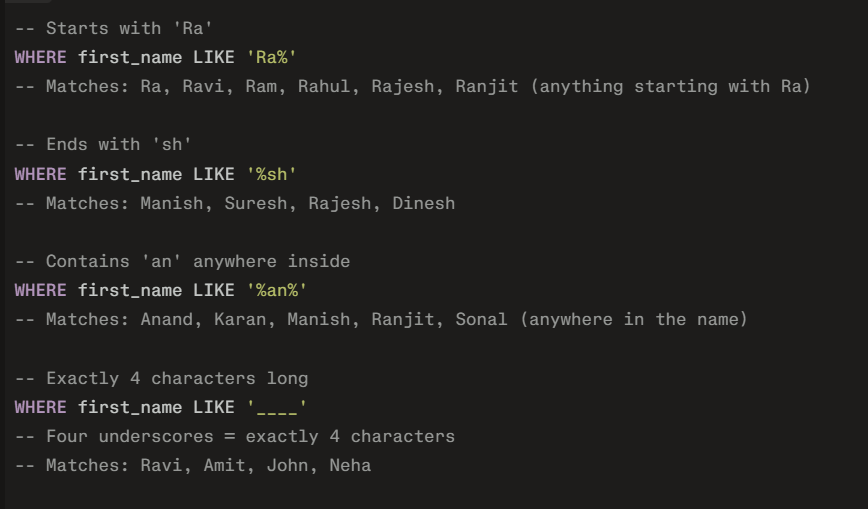 -- Starts with 'Ra'
WHERE first_name LIKE 'Ra%'
-- Matches: Ra, Ravi, Ram, Rahul, Rajesh, Ranjit (anything starting with Ra)
-- Ends with 'sh'
WHERE first_name LIKE '%sh'
-- Matches: Manish, Suresh, Rajesh, Dinesh
-- Contains 'an' anywhere inside
WHERE first_name LIKE '%an%'
-- Matches: Anand, Karan, Manish, Ranjit, Sonal (anywhere in the name)
-- Exactly 4 characters long
WHERE first_name LIKE '____'
-- Four underscores = exactly 4 characters
-- Matches: Ravi, Amit, John, Neha